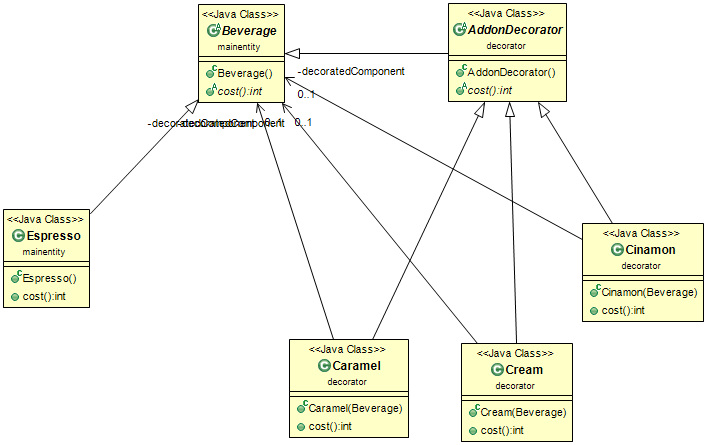 <<Java Class>>
Beverage
mainentity
Beverage()
cost():int
<<Java Class>>
AddonDecorator
decorator
AddonDecorator()
cost():int
-decoratedComponent
0..1
-decoratedComponent
0..1
-decoratedComponent
0..1
<<Java Class>>
Espresso
mainentity
Espresso()
cost():int
<<Java Class>>
Cinamon
decorator
Cinamon(Beverage)
cost():int
<<Java Class>>
Caramel
decorator
Caramel(Beverage)
cost():int
<<Java Class>>
Cream
decorator
Cream(Beverage)
cost():int